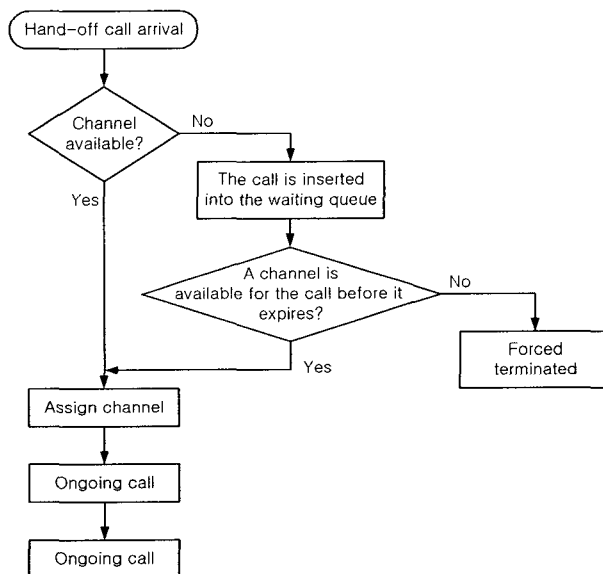 Hand-off call arrival
Channel
available?
No
Yes
The call is inserted
into the waiting queue
A channel is
available for the call before it
expires?
No
Yes
Forced
terminated
Assign channel
Ongoing call
Ongoing call